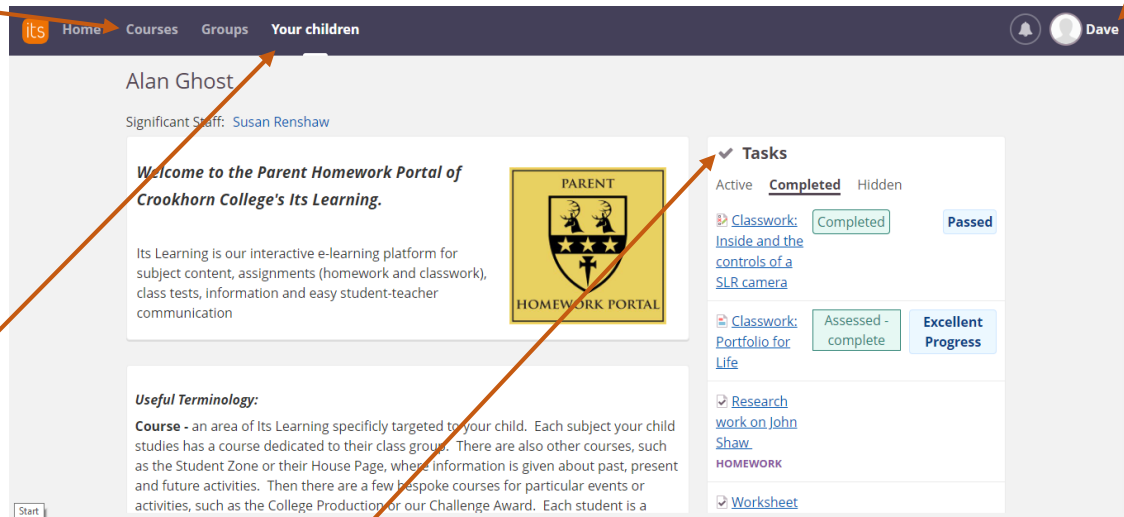 its Home Courses Groups Your children Dave
Alan Ghost
Significant Staff: Susan Renshaw
Welcome to the Parent Homework Portal of
Crookhorn College's Its Learning.
Its Learning is our interactive e-learning platform for
subject content, assignments (homework and classwork),
class tests, information and easy student-teacher
communication
PARENT
HOMEWORK PORTAL
Useful Terminology:
Course - an area of Its Learning specificly targeted to your child. Each subject your child
studies has a course dedicated to their class group. There are also other courses, such
as the Student Zone or their House Page, where information is given about past, present
and future activities. Then there are a few bespoke courses for particular events or
activities, such as the College Production or our Challenge Award. Each student is a
Tasks
Active Completed Hidden
Classwork: Completed Passed
Inside and the
controls of a
SLR camera
Classwork: Assessed - Excellent
Portfolio for complete Progress
Life
Research
work on John
Shaw
HOMEWORK
Worksheet
Start